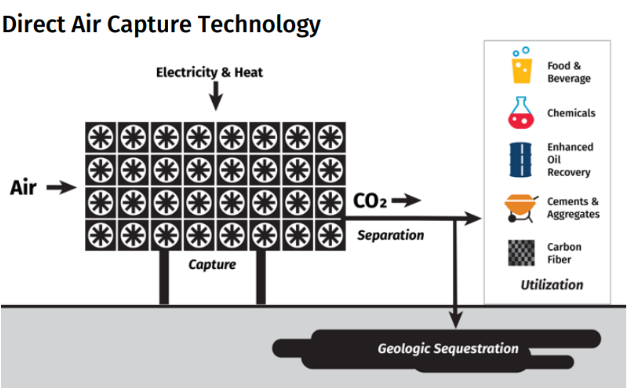 Direct Air Capture Technology
Electricity & Heat
Air
Capture
CO₂
Separation
Food &
Beverage
Chemicals
Enhanced
Oil
Recovery
Cements &
Aggregates
Carbon
Fiber
Utilization
Geologic Sequestration